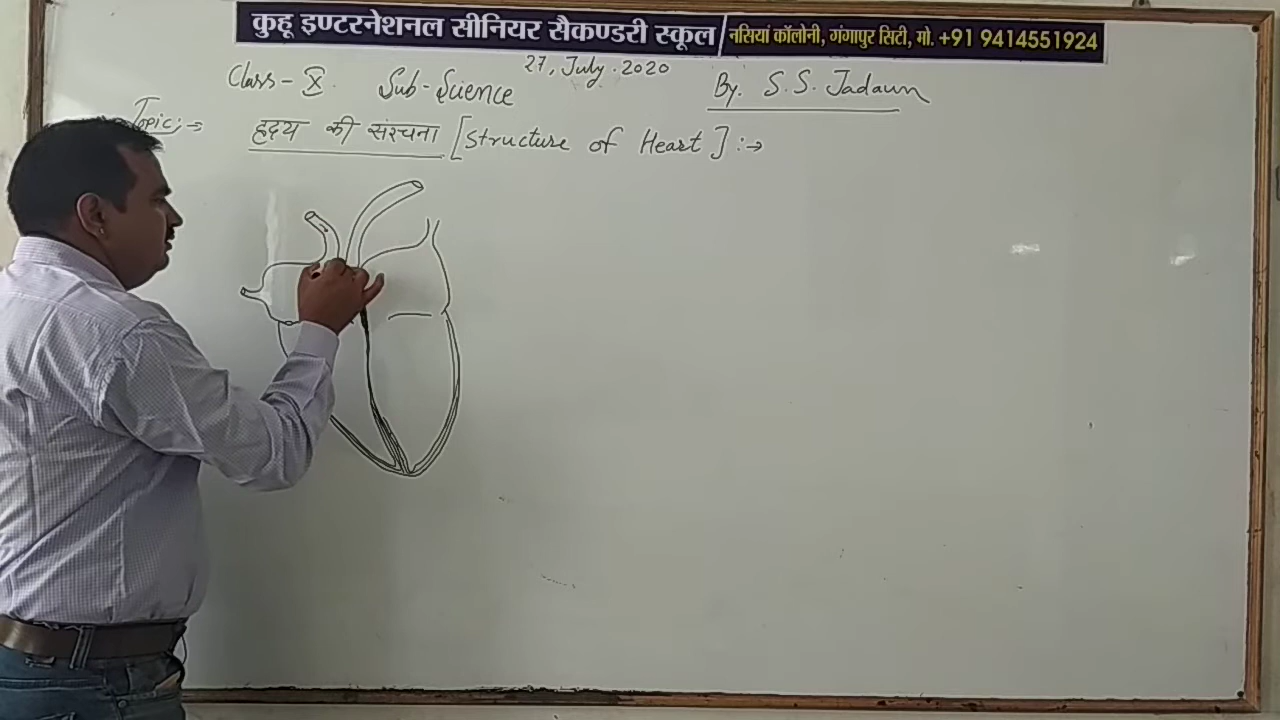 कुहू इण्टरनेशनल सीनियर सैकण्डरी स्कूल नसियां कॉलोनी, गंगापुर सिटी, मो. +91 9414551924
27, July. 2020
Class - X. Sub - Science By. S. S. Jadaun
Topic; →
हृदय की संरचना [Structure of Heart] : →